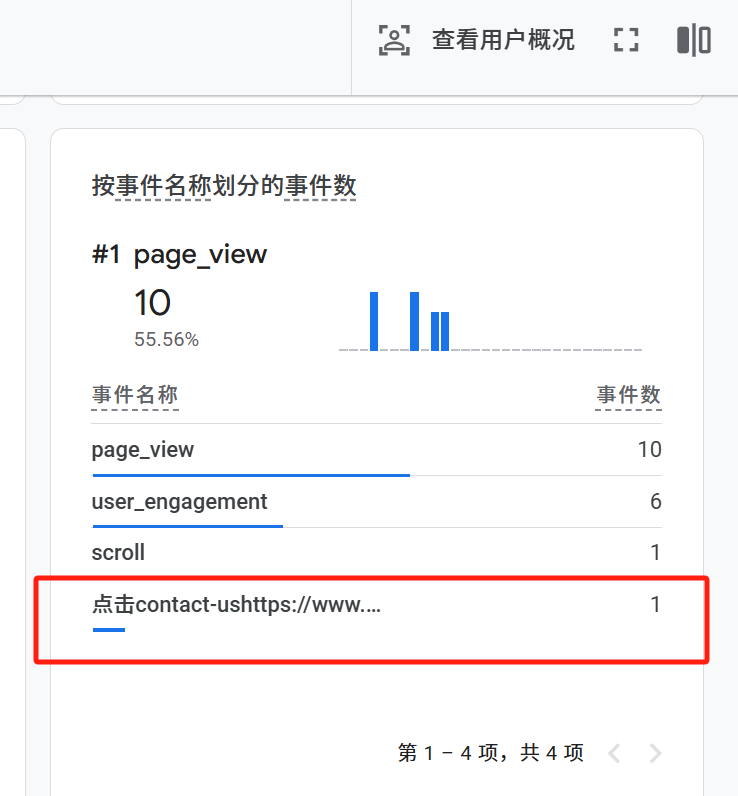 查看用户概况
按事件名称划分的事件数
#1 page_view
10
55.56%
事件名称 事件数
page_view 10
user_engagement 6
scroll 1
点击contact-ushttps://www.... 1
第 1 – 4 项，共 4 项